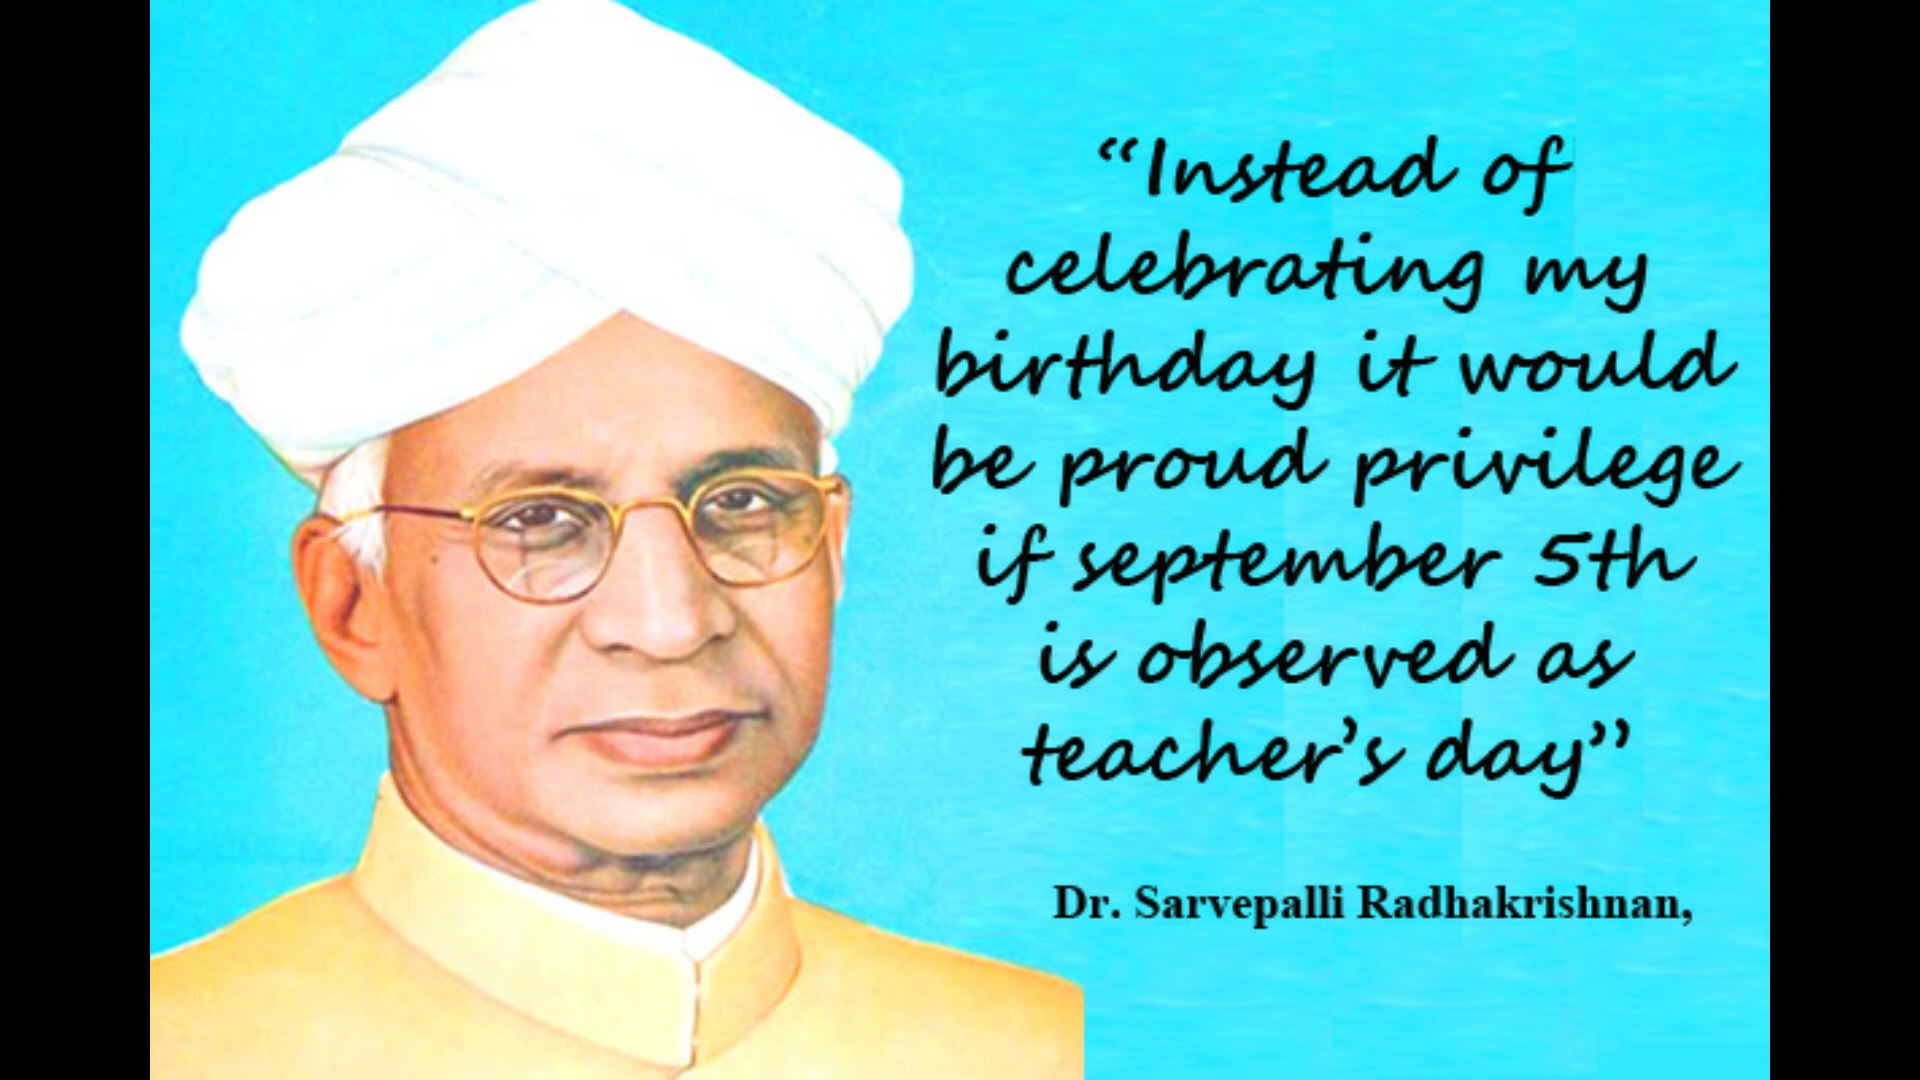 “Instead of
celebrating my
birthday it would
be proud privilege
if september 5th
is observed as
teacher’s day”
Dr. Sarvepalli Radhakrishnan,